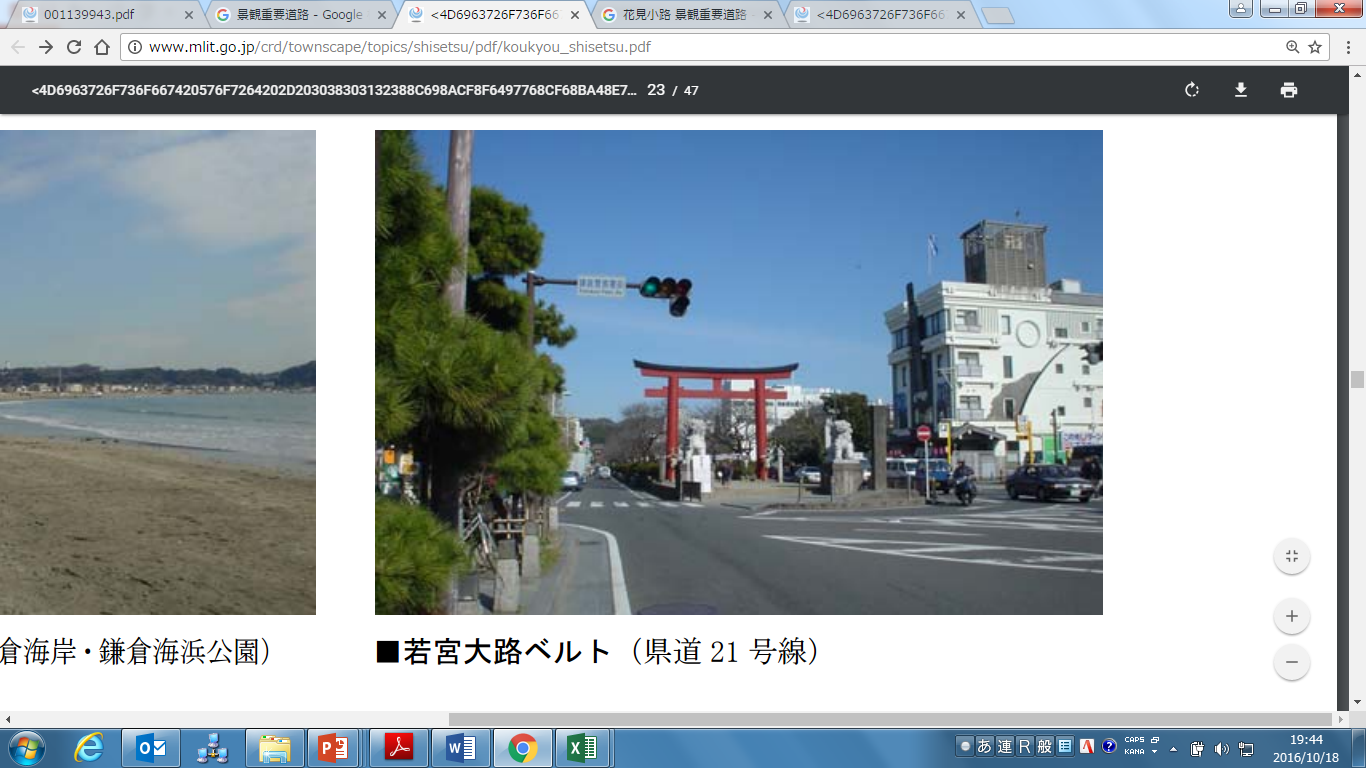 001139943.pdf
景観重要道路 - Google
<4D6963726F736F66
花見小路 景観重要道路 -
<4D6963726F736F66
www.mlit.go.jp/crd/townscape/topics/shisetsu/pdf/koukyou_shisetsu.pdf
<4D6963726F736F667420576F7264202D203038303132388C698ACF8F6497768CF68BA48E7... 23 / 47
倉海岸・鎌倉海浜公園）
■若宮大路ベルト（県道 21 号線）
あ 連 R 般
CAPS
KANA
19:44
2016/10/18